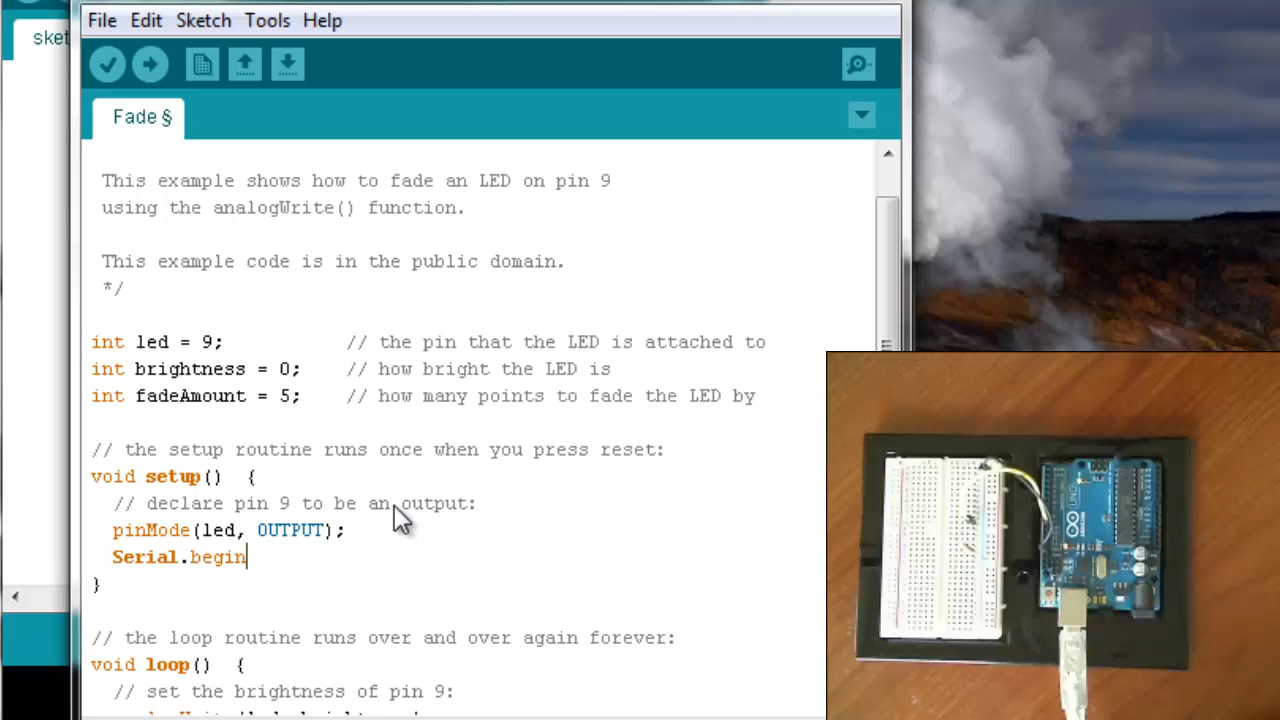 File Edit Sketch Tools Help
sket
Fade §
This example shows how to fade an LED on pin 9
using the analogWrite() function.
This example code is in the public domain.
*/
int led = 9;           // the pin that the LED is attached to
int brightness = 0;    // how bright the LED is
int fadeAmount = 5;    // how many points to fade the LED by
// the setup routine runs once when you press reset:
void setup()  {
// declare pin 9 to be an output:
pinMode(led, OUTPUT);
Serial.begin
}
// the loop routine runs over and over again forever:
void loop()  {
// set the brightness of pin 9:
UNO